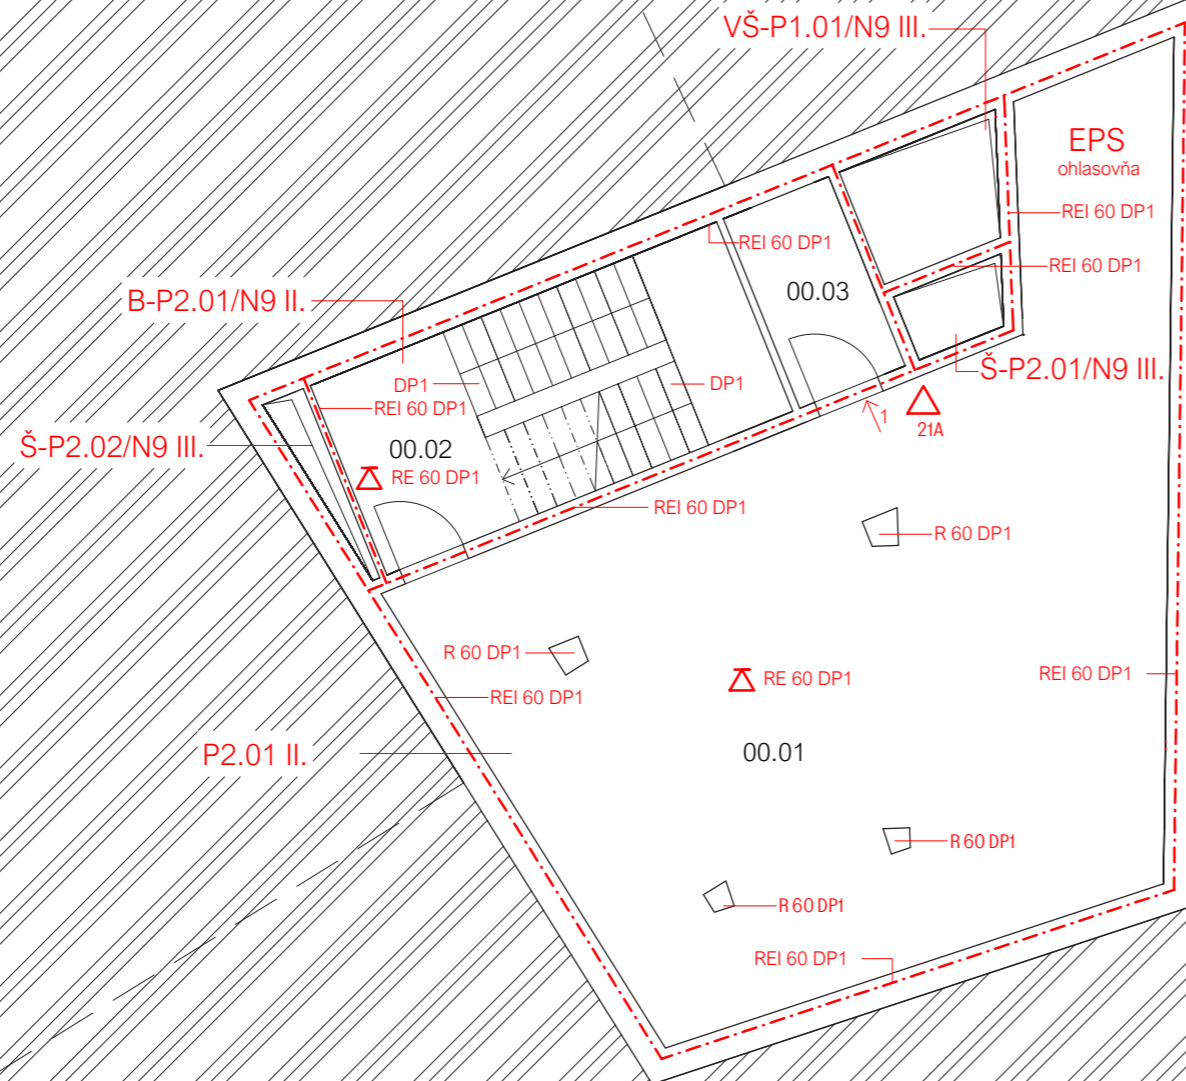 VŠ-P1.01/N9 III.
EPS
ohlasovňa
REI 60 DP1
REI 60 DP1
REI 60 DP1
00.03
B-P2.01/N9 II.
Š-P2.01/N9 III.
DP1
DP1
REI 60 DP1
1
21A
00.02
Š-P2.02/N9 III.
RE 60 DP1
REI 60 DP1
R 60 DP1
R 60 DP1
RE 60 DP1
REI 60 DP1
REI 60 DP1
P2.01 II.
00.01
R 60 DP1
R 60 DP1
REI 60 DP1